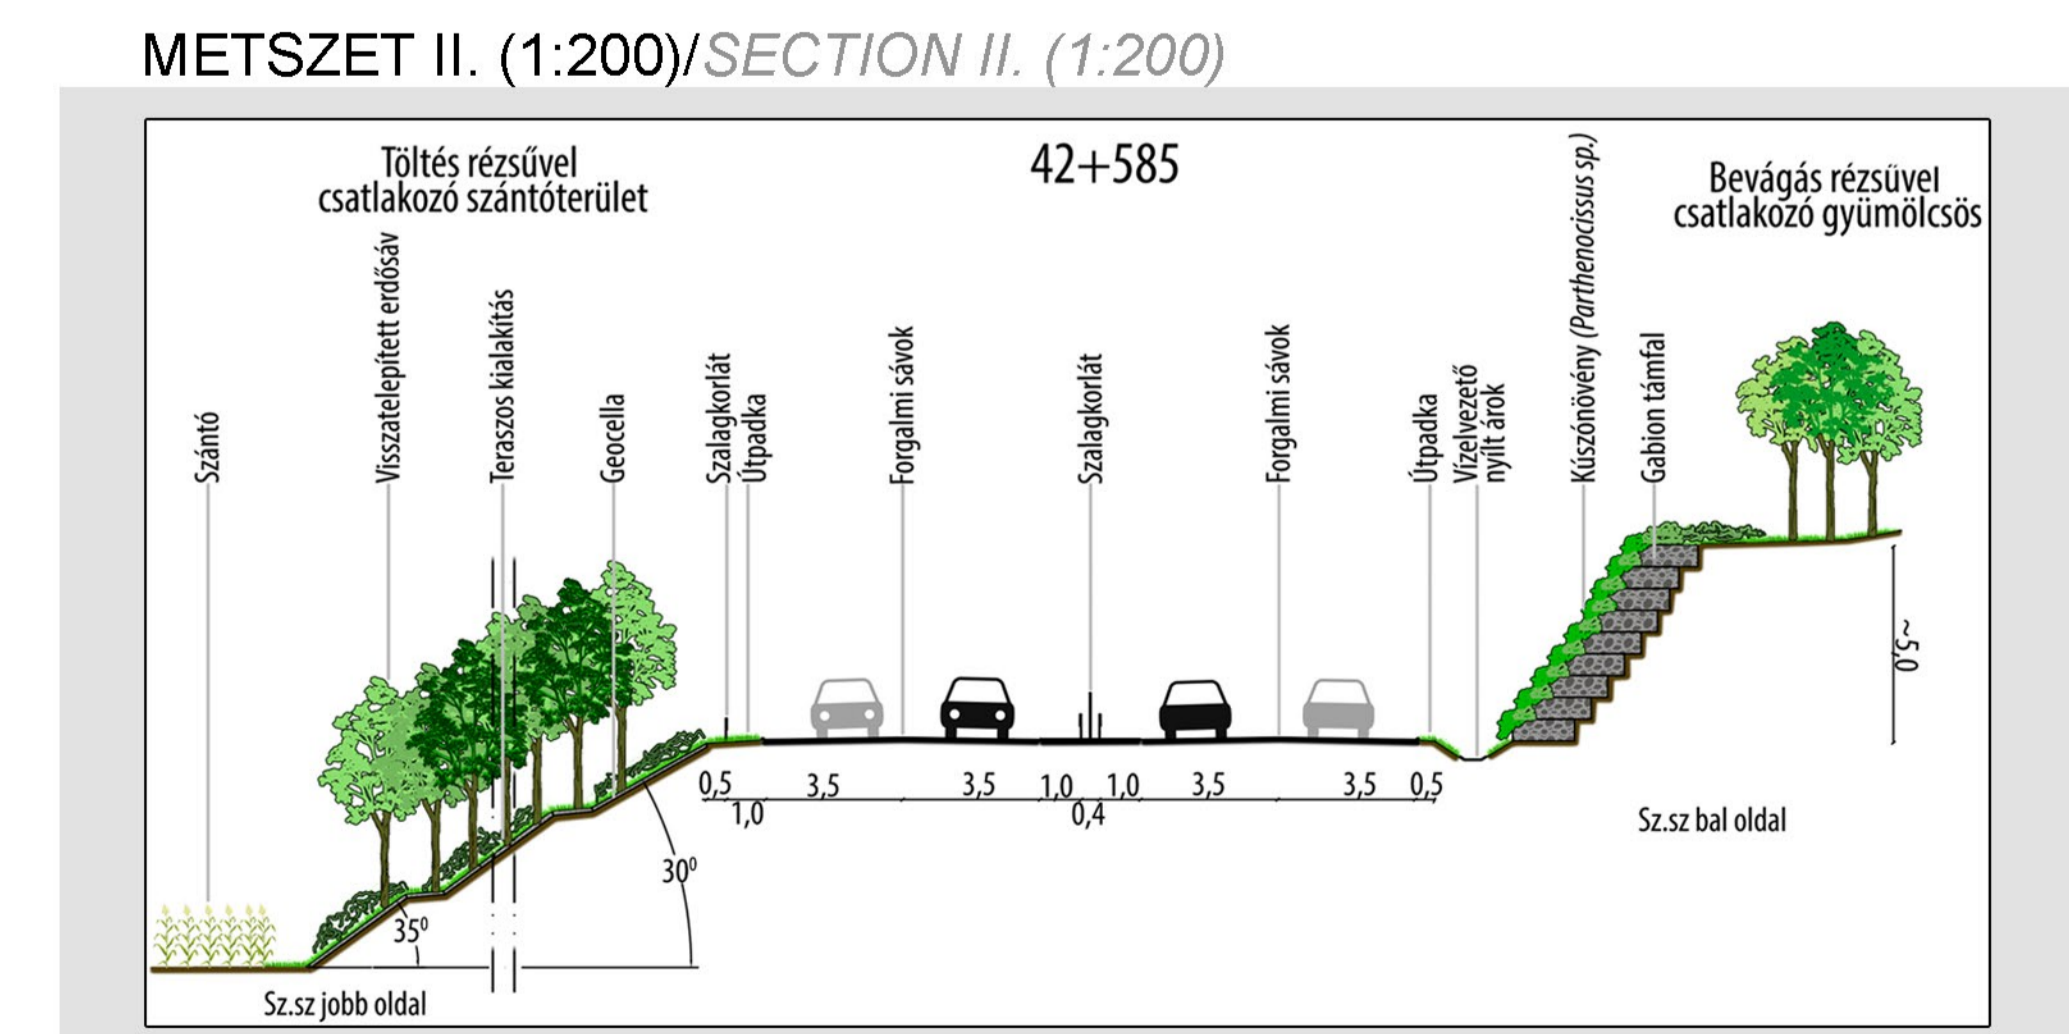 METSZET II. (1:200)/SECTION II. (1:200)
Töltés rézsűvel
csatlakozó szántóterület
42+585
Bevágás rézsüvel
csatlakozó gyümölcsös
Szántó
Visszatelepített erdősáv
Teraszos kialakítás
Geocella
Szalagkorlát
Útpadka
Forgalmi sávok
Szalagkorlát
Forgalmi sávok
Útpadka
Vízelvezető
nyílt árok
Kúszónövény (Parthenocissus sp.)
Gabion támfal
~5,0
0,5 3,5 3,5 1,0 1,0 3,5 3,5 0,5
1,0 0,4
30⁰
35⁰
Sz.sz bal oldal
Sz.sz jobb oldal